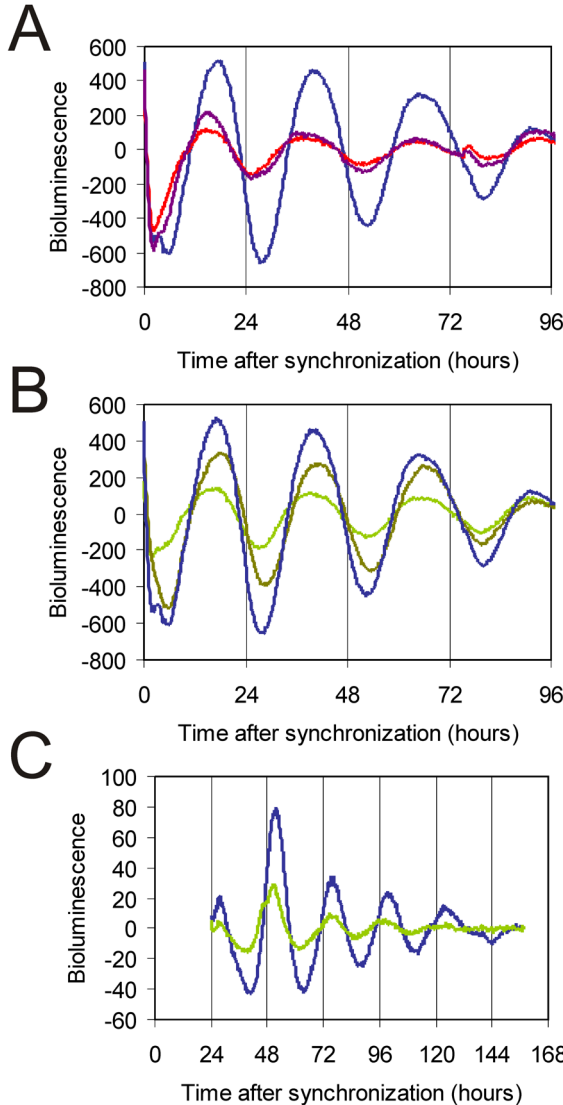 A
600
400
200
0
-200
-400
-600
-800
Bioluminescence
0 24 48 72 96
Time after synchronization (hours)
B
600
400
200
0
-200
-400
-600
-800
Bioluminescence
0 24 48 72 96
Time after synchronization (hours)
C
100
80
60
40
20
0
-20
-40
-60
Bioluminescence
0 24 48 72 96 120 144 168
Time after synchronization (hours)